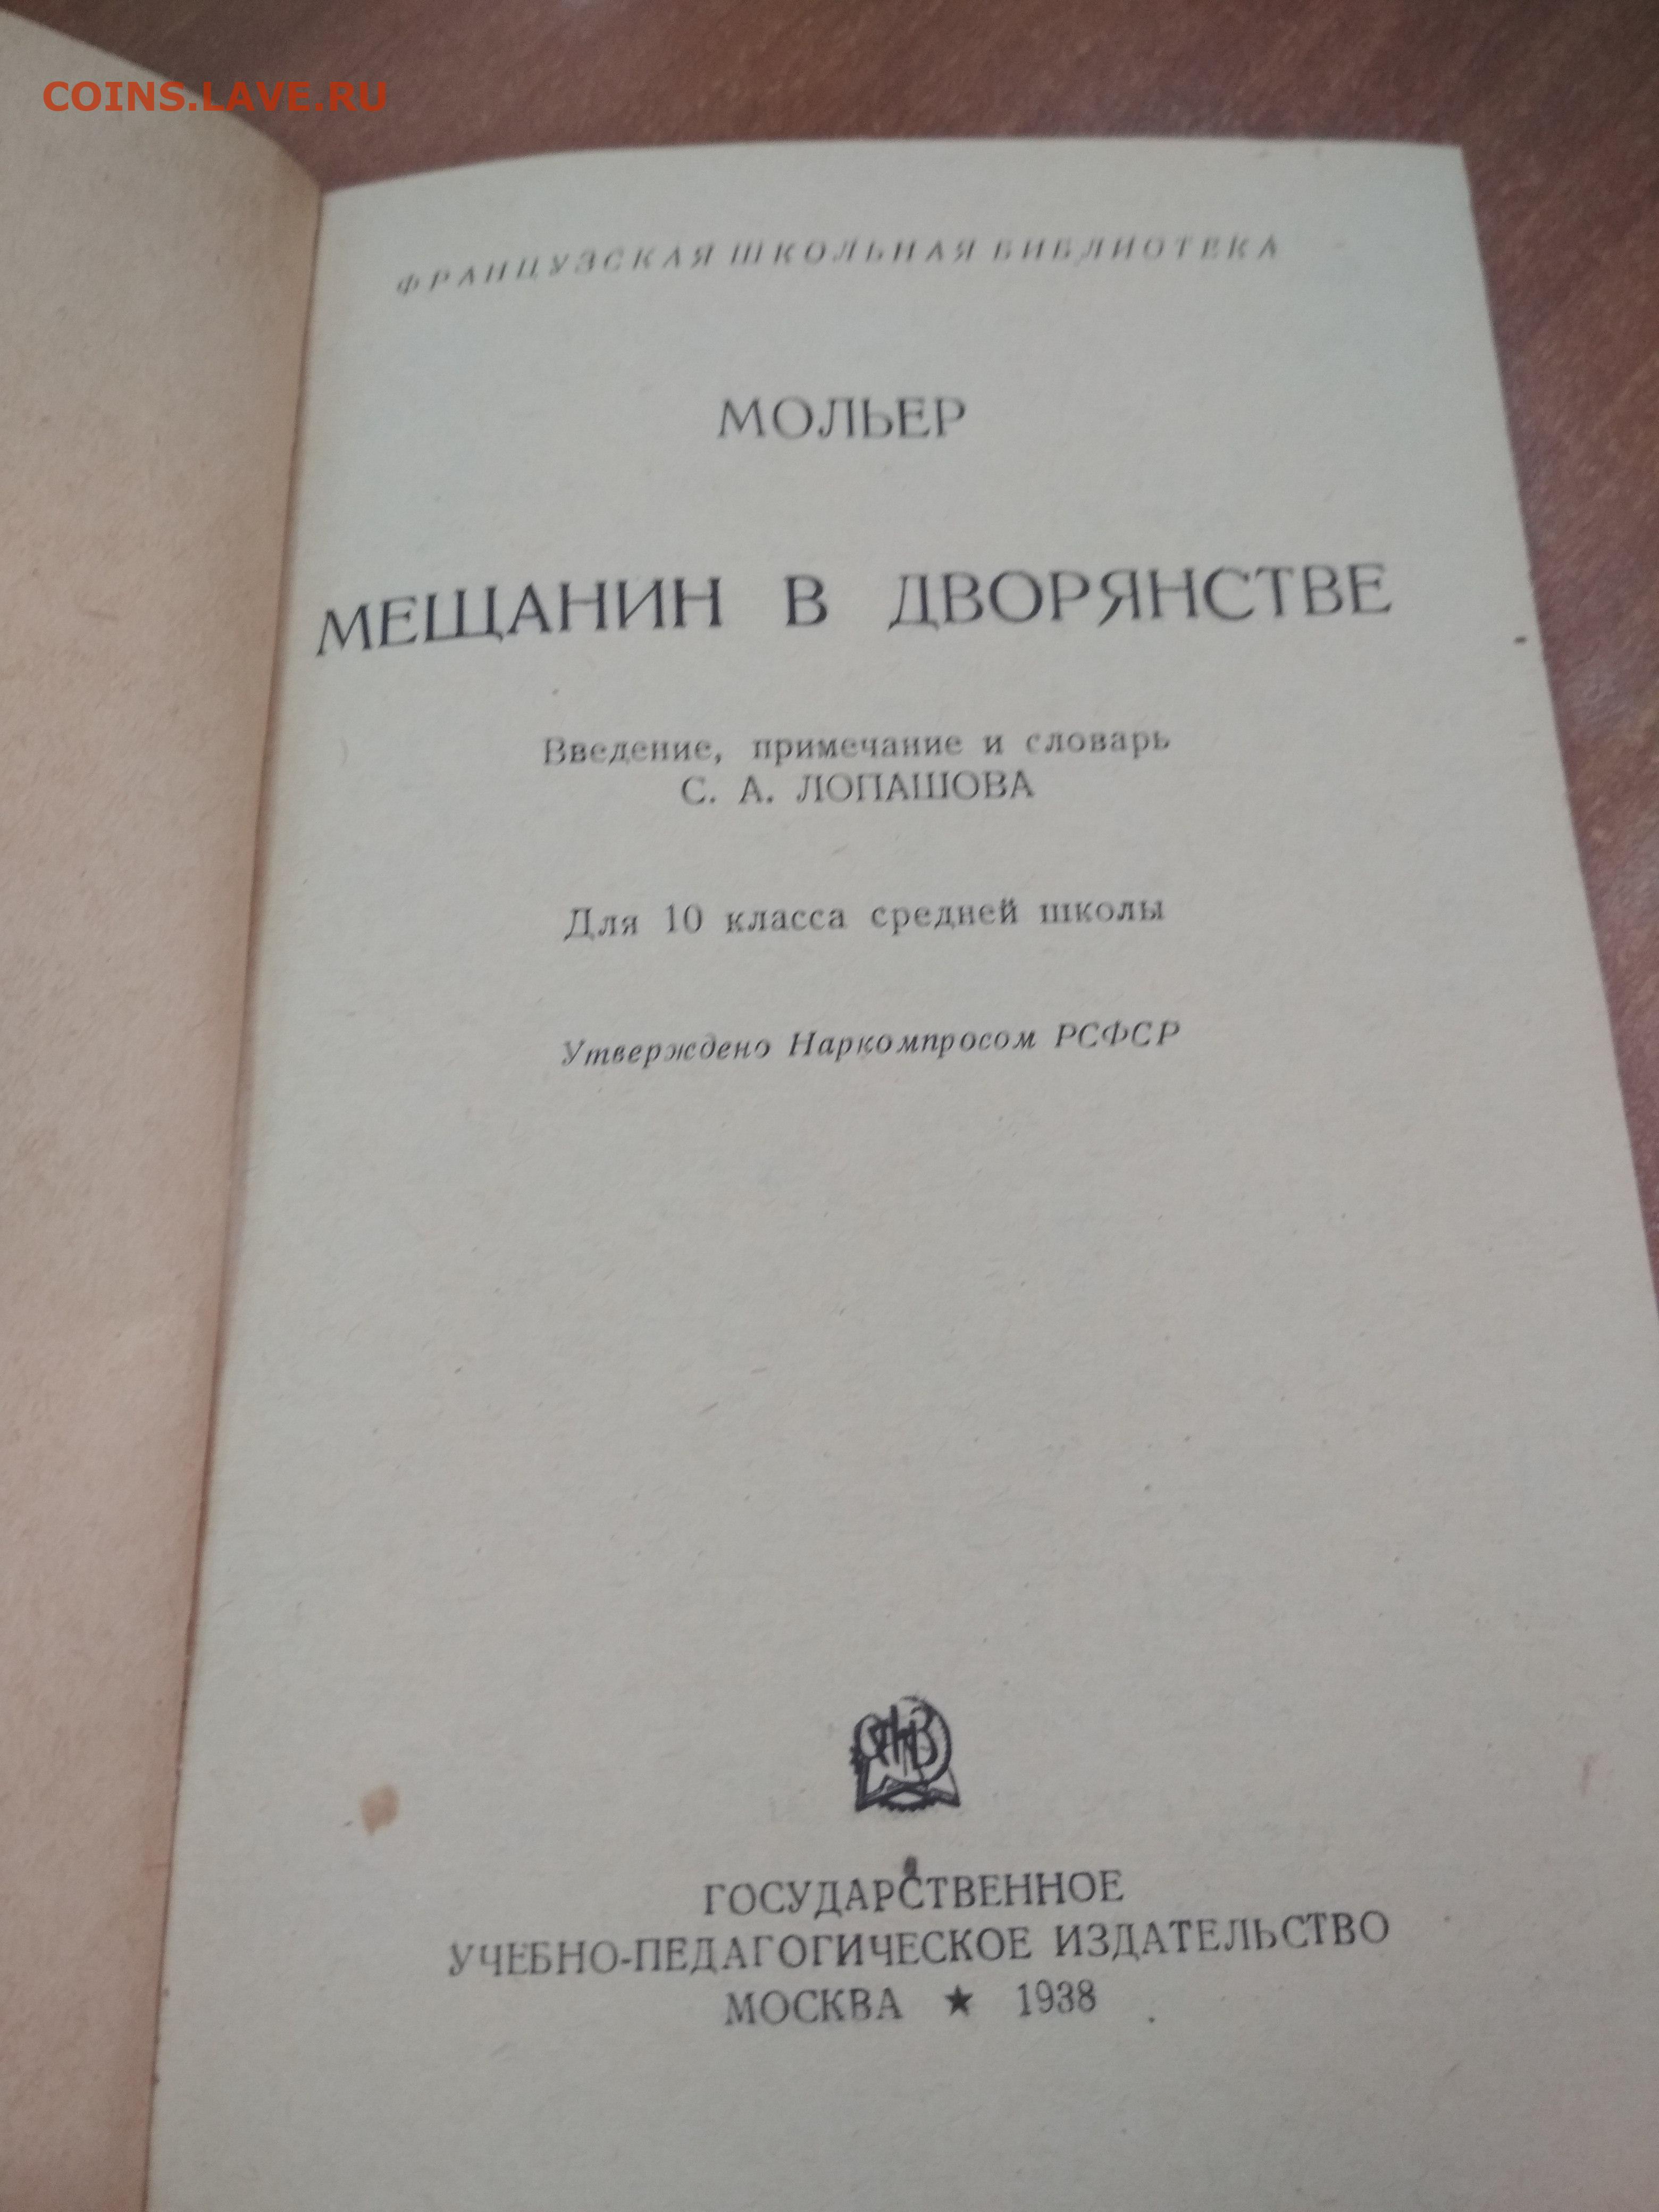 COINS.LAVE.RU
ФРАНЦУЗСКАЯ ШКОЛЬНАЯ БИБЛИОТЕКА
МОЛЬЕР
МЕЩАНИН В ДВОРЯНСТВЕ
Введение, примечание и словарь
С. А. ЛОПАШОВА
Для 10 класса средней школы
Утверждено Наркомпросом РСФСР
ГОСУДАРСТВЕННОЕ
УЧЕБНО-ПЕДАГОГИЧЕСКОЕ ИЗДАТЕЛЬСТВО
МОСКВА ★ 1938